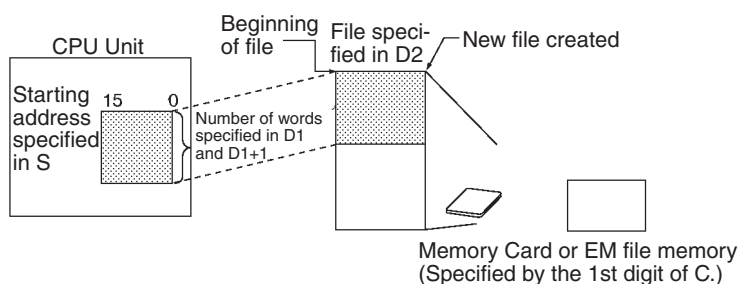 CPU Unit
Starting
address
specified
in S
15 0
Number of words
specified in D1
and D1+1
Beginning
of file
File speci-
fied in D2
New file created
Memory Card or EM file memory
(Specified by the 1st digit of C.)